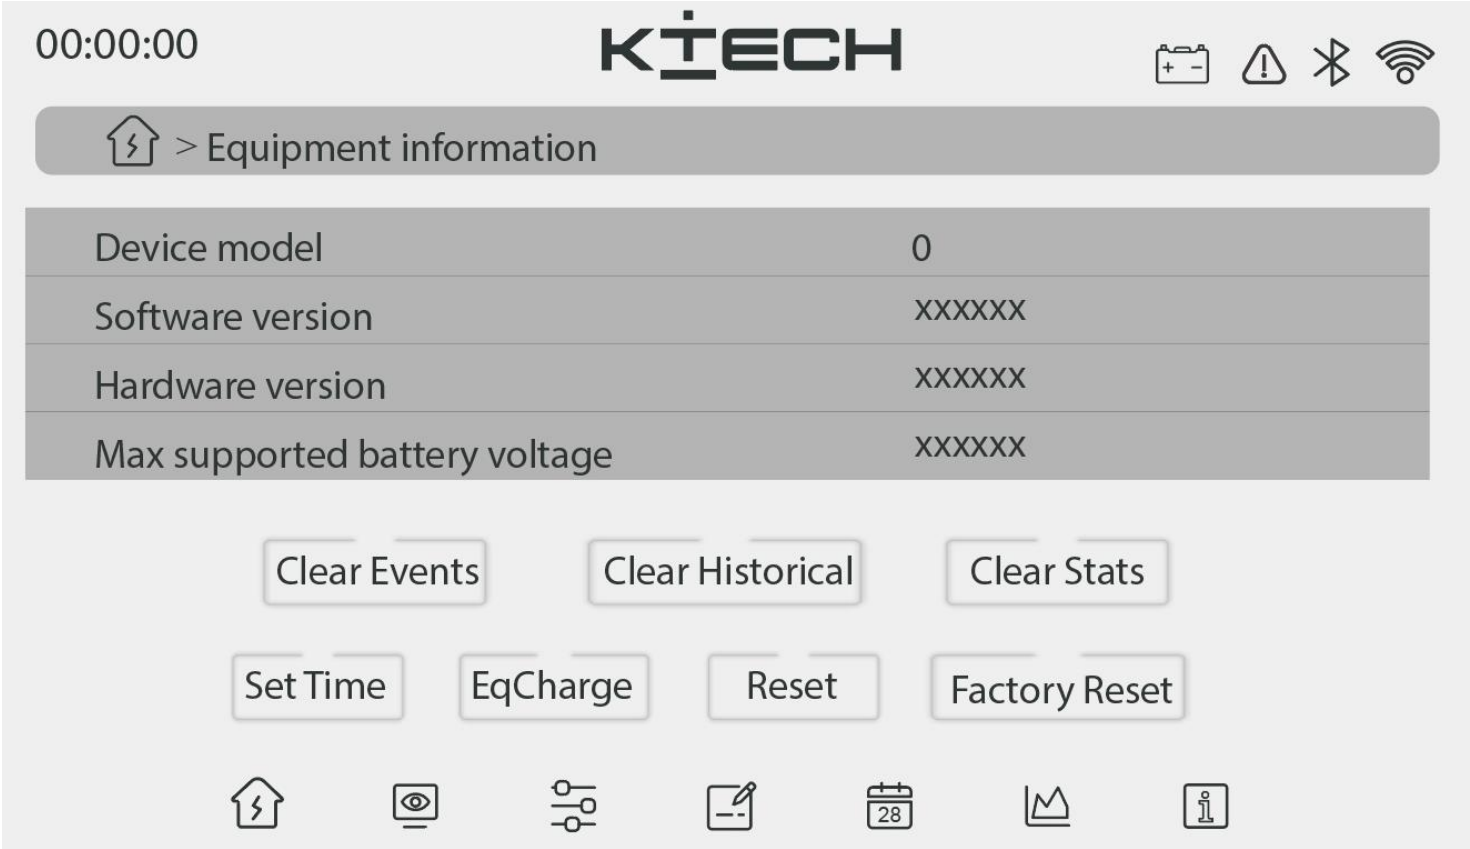 00:00:00
KTECH
> Equipment information
Device model 0
Software version xxxxxx
Hardware version xxxxxx
Max supported battery voltage xxxxxx
Clear Events Clear Historical Clear Stats
Set Time EqCharge Reset Factory Reset
28